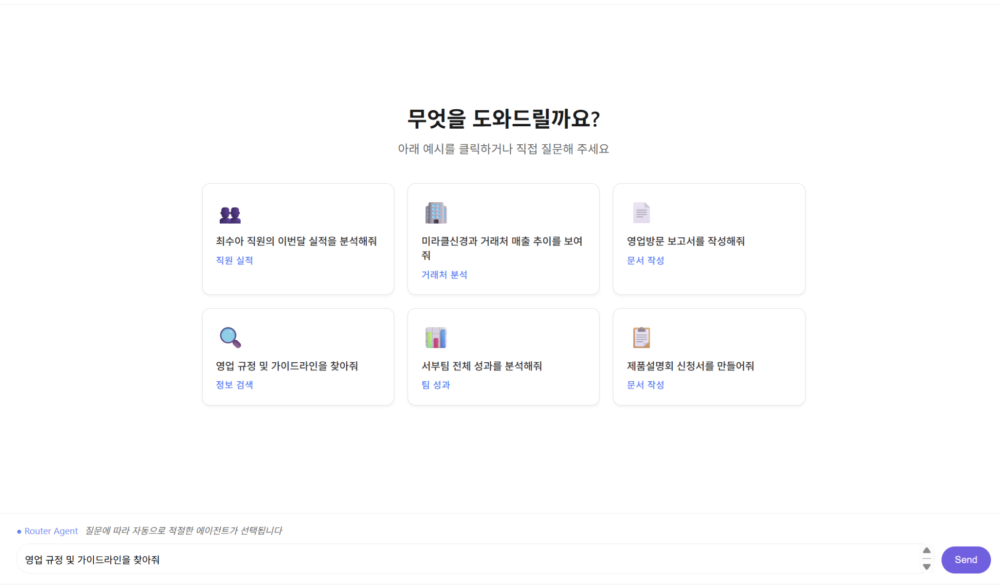 무엇을 도와드릴까요?
아래 예시를 클릭하거나 직접 질문해 주세요
최수아 직원의 이번달 실적을 분석해줘
직원 실적
미라클신경과 거래처 매출 추이를 보여
줘
거래처 분석
영업방문 보고서를 작성해줘
문서 작성
영업 규정 및 가이드라인을 찾아줘
정보 검색
서부팀 전체 성과를 분석해줘
팀 성과
제품설명회 신청서를 만들어줘
문서 작성
Router Agent 질문에 따라 자동으로 적절한 에이전트가 선택됩니다
영업 규정 및 가이드라인을 찾아줘
Send